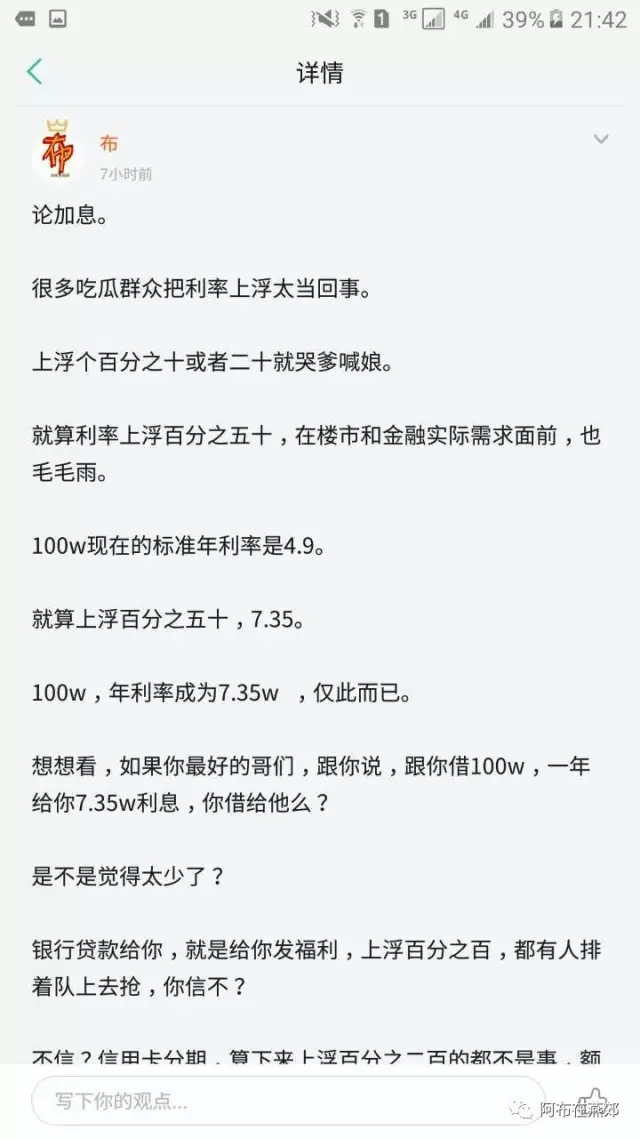 3G 4G 39% 21:42
详情
布
7小时前
论加息。
很多吃瓜群众把利率上浮太当回事。
上浮个百分之十或者二十就哭爹喊娘。
就算利率上浮百分之五十，在楼市和金融实际需求面前，也
毛毛雨。
100w现在的标准年利率是4.9。
就算上浮百分之五十，7.35。
100w，年利率成为7.35w ，仅此而已。
想想看，如果你最好的哥们，跟你说，跟你借100w，一年
给你7.35w利息，你借给他么？
是不是觉得太少了？
银行贷款给你，就是给你发福利，上浮百分之百，都有人排
着队上去抢，你信不？
不信？信用卡分期，算下来上浮百分之二百的都不是事，额
写下你的观点...
阿布在燕郊